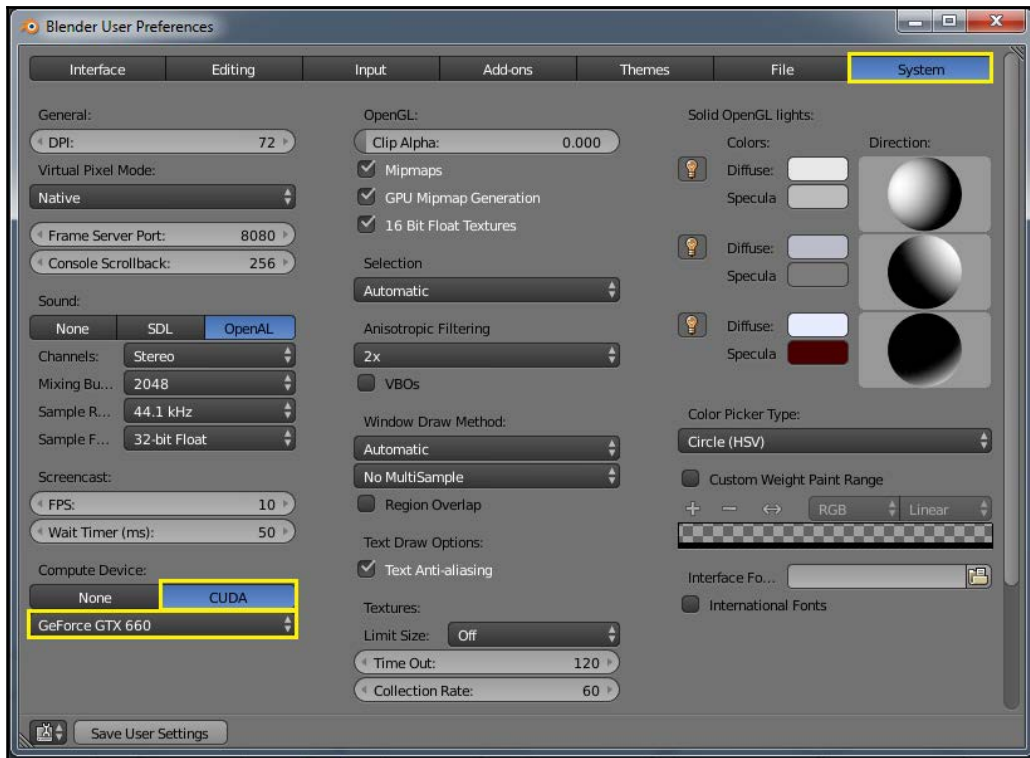 Blender User Preferences
Interface Editing Input Add-ons Themes File System
General:
DPI: 72
Virtual Pixel Mode:
Native
Frame Server Port: 8080
Console Scrollback: 256
Sound:
None SDL OpenAL
Channels: Stereo
Mixing Bu... 2048
Sample R... 44.1 kHz
Sample F... 32-bit Float
Screencast:
FPS: 10
Wait Timer (ms): 50
Compute Device:
None CUDA
GeForce GTX 660
OpenGL:
Clip Alpha: 0.000
Mipmaps
GPU Mipmap Generation
16 Bit Float Textures
Selection
Automatic
Anisotropic Filtering
2x
VBOs
Window Draw Method:
Automatic
No MultiSample
Region Overlap
Text Draw Options:
Text Anti-aliasing
Textures:
Limit Size: Off
Time Out: 120
Collection Rate: 60
Solid OpenGL lights:
Colors: Direction:
Diffuse:
Specula
Diffuse:
Specula
Diffuse:
Specula
Color Picker Type:
Circle (HSV)
Custom Weight Paint Range
RGB Linear
Interface Fo...
International Fonts
Save User Settings